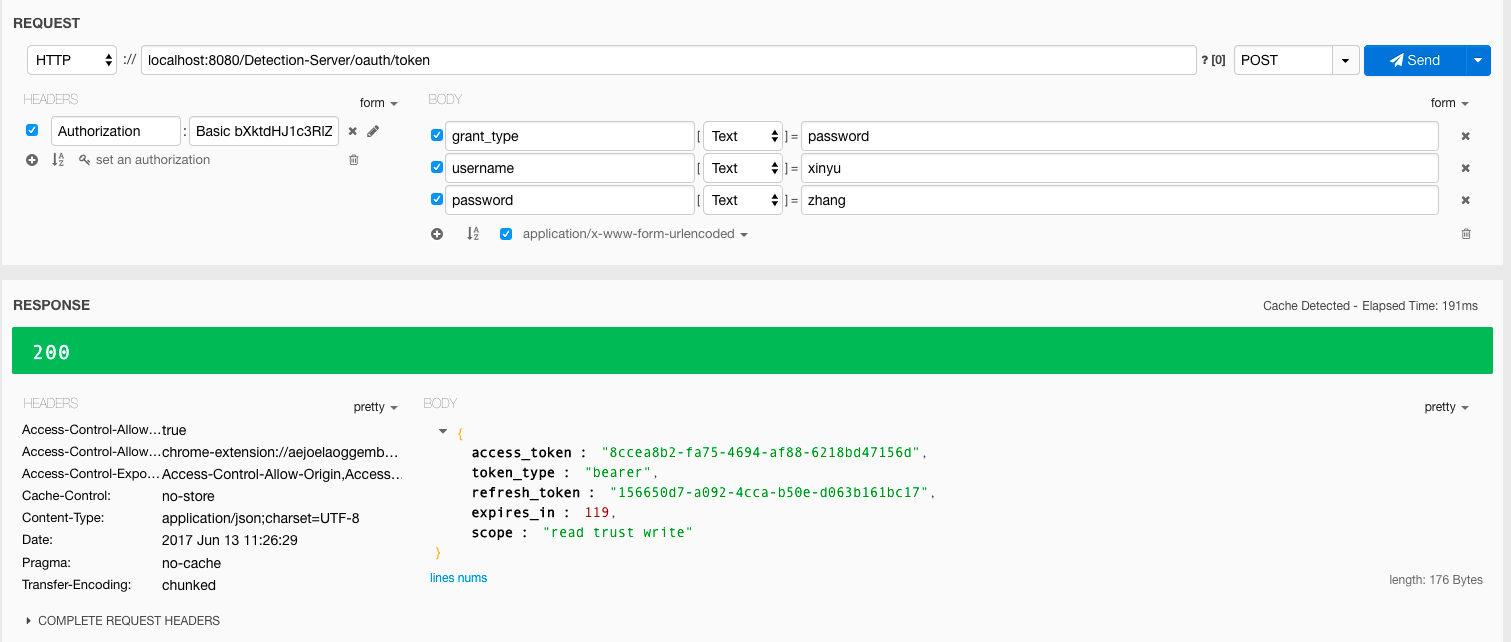 REQUEST
HTTP :// localhost:8080/Detection-Server/oauth/token ? [0] POST Send
HEADERS form
Authorization : Basic bXktdHJ1c3RlZ
set an authorization
BODY form
grant_type [ Text ] = password
username [ Text ] = xinyu
password [ Text ] = zhang
application/x-www-form-urlencoded
RESPONSE
Cache Detected - Elapsed Time: 191ms
200
HEADERS pretty
Access-Control-Allow... true
Access-Control-Allow... chrome-extension://aejoelaoggemb...
Access-Control-Expo... Access-Control-Allow-Origin,Access...
Cache-Control: no-store
Content-Type: application/json;charset=UTF-8
Date: 2017 Jun 13 11:26:29
Pragma: no-cache
Transfer-Encoding: chunked
COMPLETE REQUEST HEADERS
BODY pretty
{
access_token : "8ccea8b2-fa75-4694-af88-6218bd47156d",
token_type : "bearer",
refresh_token : "156650d7-a092-4cca-b50e-d063b161bc17",
expires_in : 119,
scope : "read trust write"
}
lines nums
length: 176 Bytes